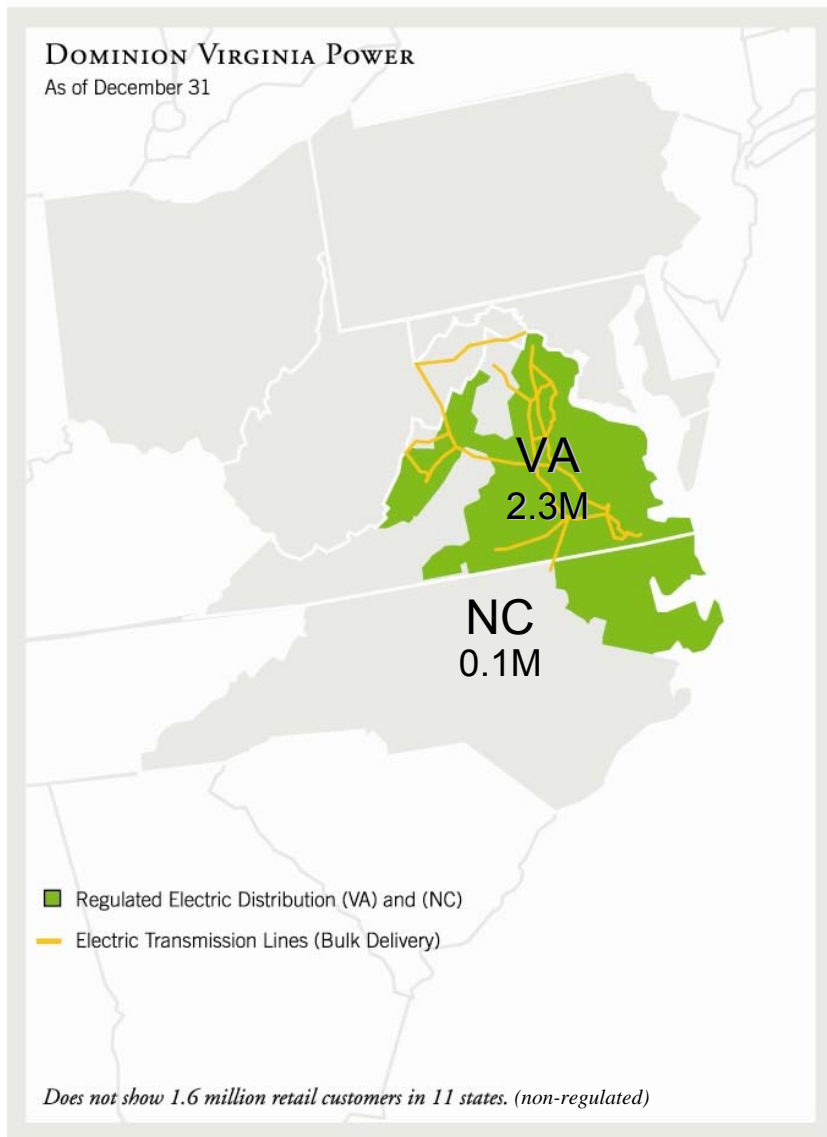 Dominion Virginia Power
As of December 31
VA
2.3M
NC
0.1M
Regulated Electric Distribution (VA) and (NC)
Electric Transmission Lines (Bulk Delivery)
Does not show 1.6 million retail customers in 11 states. (non-regulated)